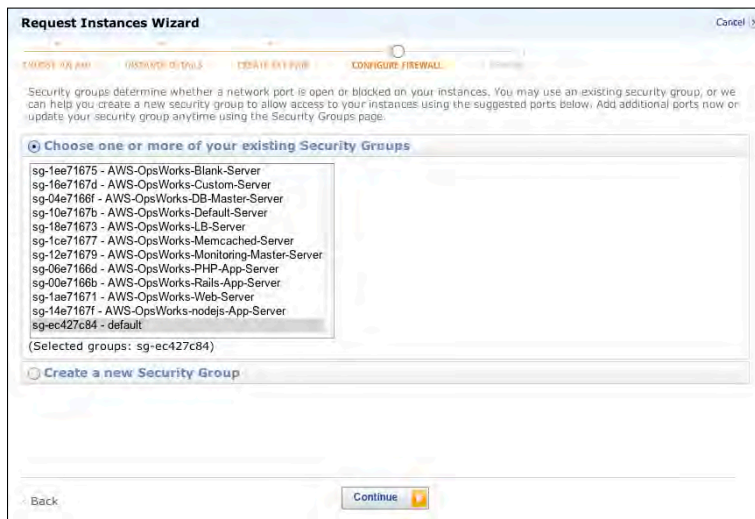 Request Instances Wizard
Cancel
CHOOSE AN AMI INSTANCE DETAILS CREATE KEY PAIR CONFIGURE FIREWALL
Security groups determine whether a network port is open or blocked on your instances. You may use an existing security group, or we
can help you create a new security group to allow access to your instances using the suggested ports below. Add additional ports now or
update your security group anytime using the Security Groups page.
Choose one or more of your existing Security Groups
sg-1ee71675 - AWS-OpsWorks-Blank-Server
sg-16e7167d - AWS-OpsWorks-Custom-Server
sg-04e7166f - AWS-OpsWorks-DB-Master-Server
sg-10e7167b - AWS-OpsWorks-Default-Server
sg-18e71673 - AWS-OpsWorks-LB-Server
sg-1ce71677 - AWS-OpsWorks-Memcached-Server
sg-12e71679 - AWS-OpsWorks-Monitoring-Master-Server
sg-06e7166d - AWS-OpsWorks-PHP-App-Server
sg-00e7166b - AWS-OpsWorks-Rails-App-Server
sg-1ae71671 - AWS-OpsWorks-Web-Server
sg-14e7167f - AWS-OpsWorks-nodejs-App-Server
sg-ec427c84 - default
(Selected groups: sg-ec427c84)
Create a new Security Group
Back
Continue